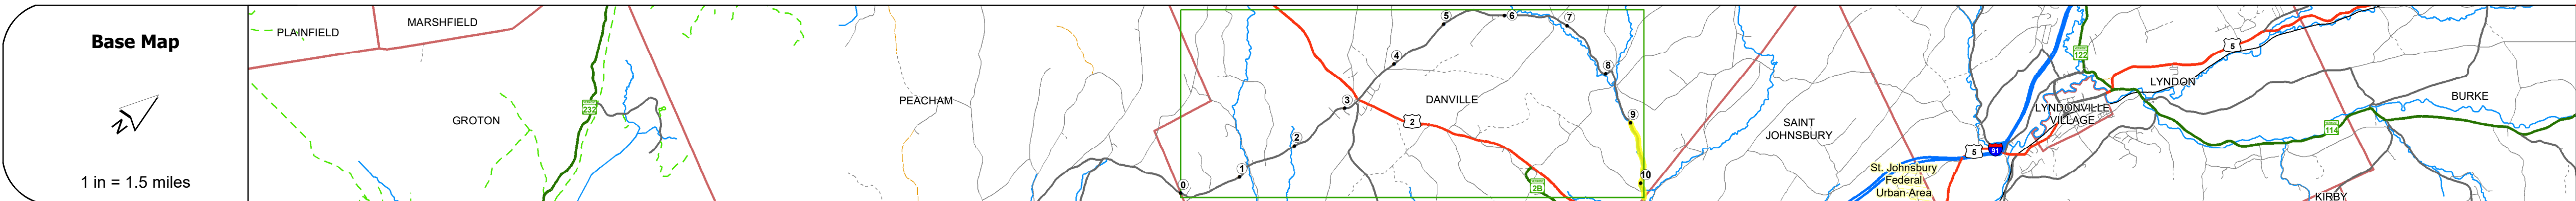 Base Map
N
1 in = 1.5 miles
PLAINFIELD
MARSHFIELD
GROTON
232
PEACHAM
0
1
2
3
4
5
6
7
8
9
10
DANVILLE
2
2B
SAINT
JOHNSBURY
St. Johnsbury
Federal
Urban Area
5
91
122
5
LYNDON
LYNDONVILLE
VILLAGE
114
BURKE
KIRBY